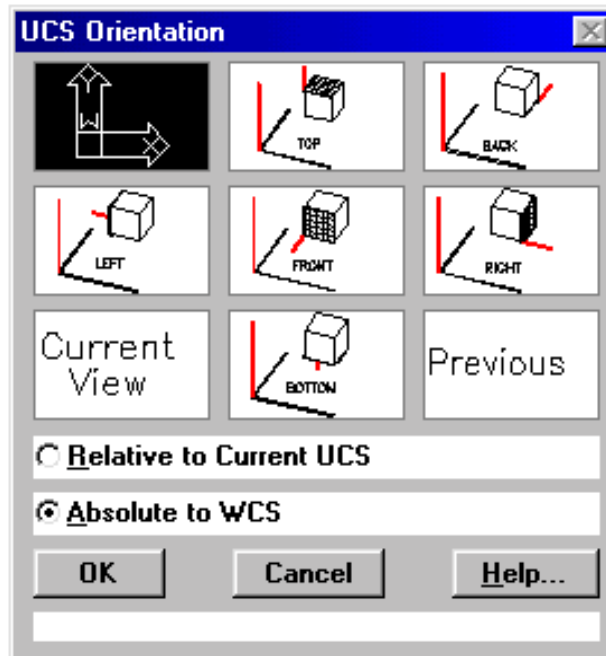 UCS Orientation
Y
W
X
TOP
BACK
LEFT
FRONT
RIGHT
Current
View
BOTTOM
Previous
Relative to Current UCS
Absolute to WCS
OK
Cancel
Help...